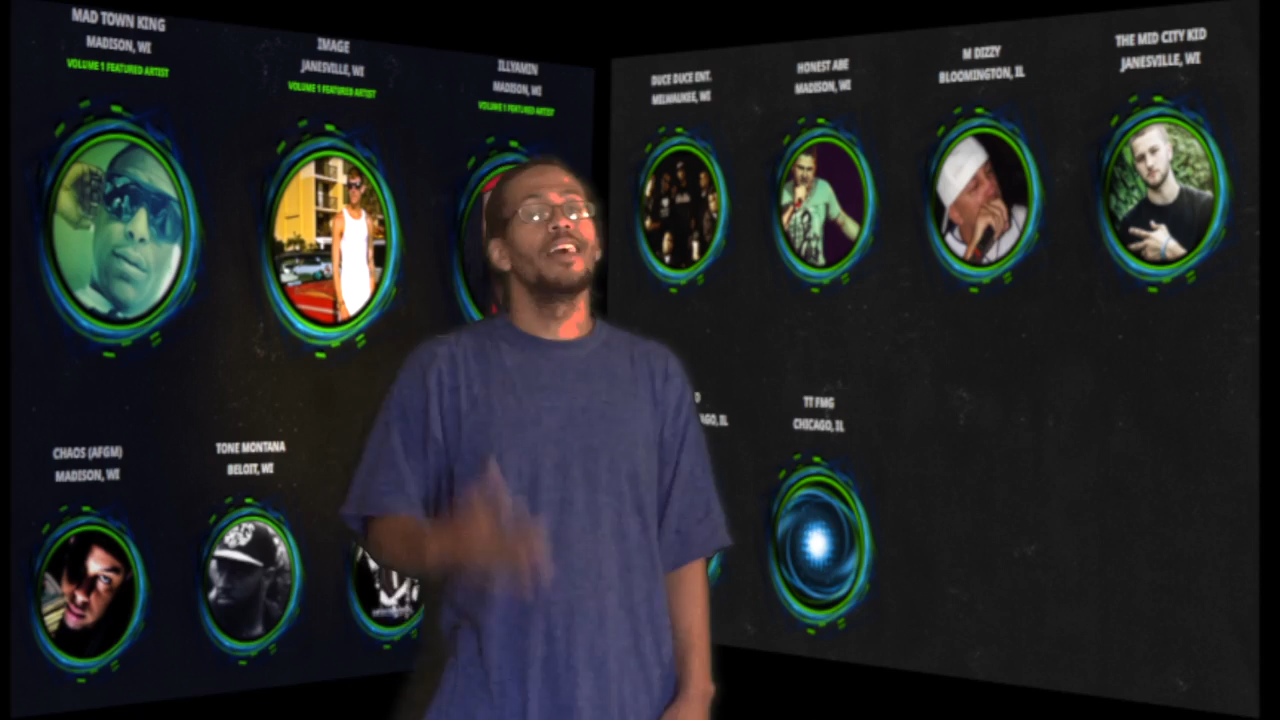 MAD TOWN KING
MADISON, WI
VOLUME 1 FEATURED ARTIST
IMAGE
JANESVILLE, WI
VOLUME 1 FEATURED ARTIST
ILLYAMIN
MADISON, WI
VOLUME 1 FEATURED ARTIST
DUCE DUCE ENT.
MILWAUKEE, WI
HONEST ABE
MADISON, WI
M DIZZY
BLOOMINGTON, IL
THE MID CITY KID
JANESVILLE, WI
CHAOS (AFGM)
MADISON, WI
TONE MONTANA
BELOIT, WI
AGO, IL
TT FMG
CHICAGO, IL